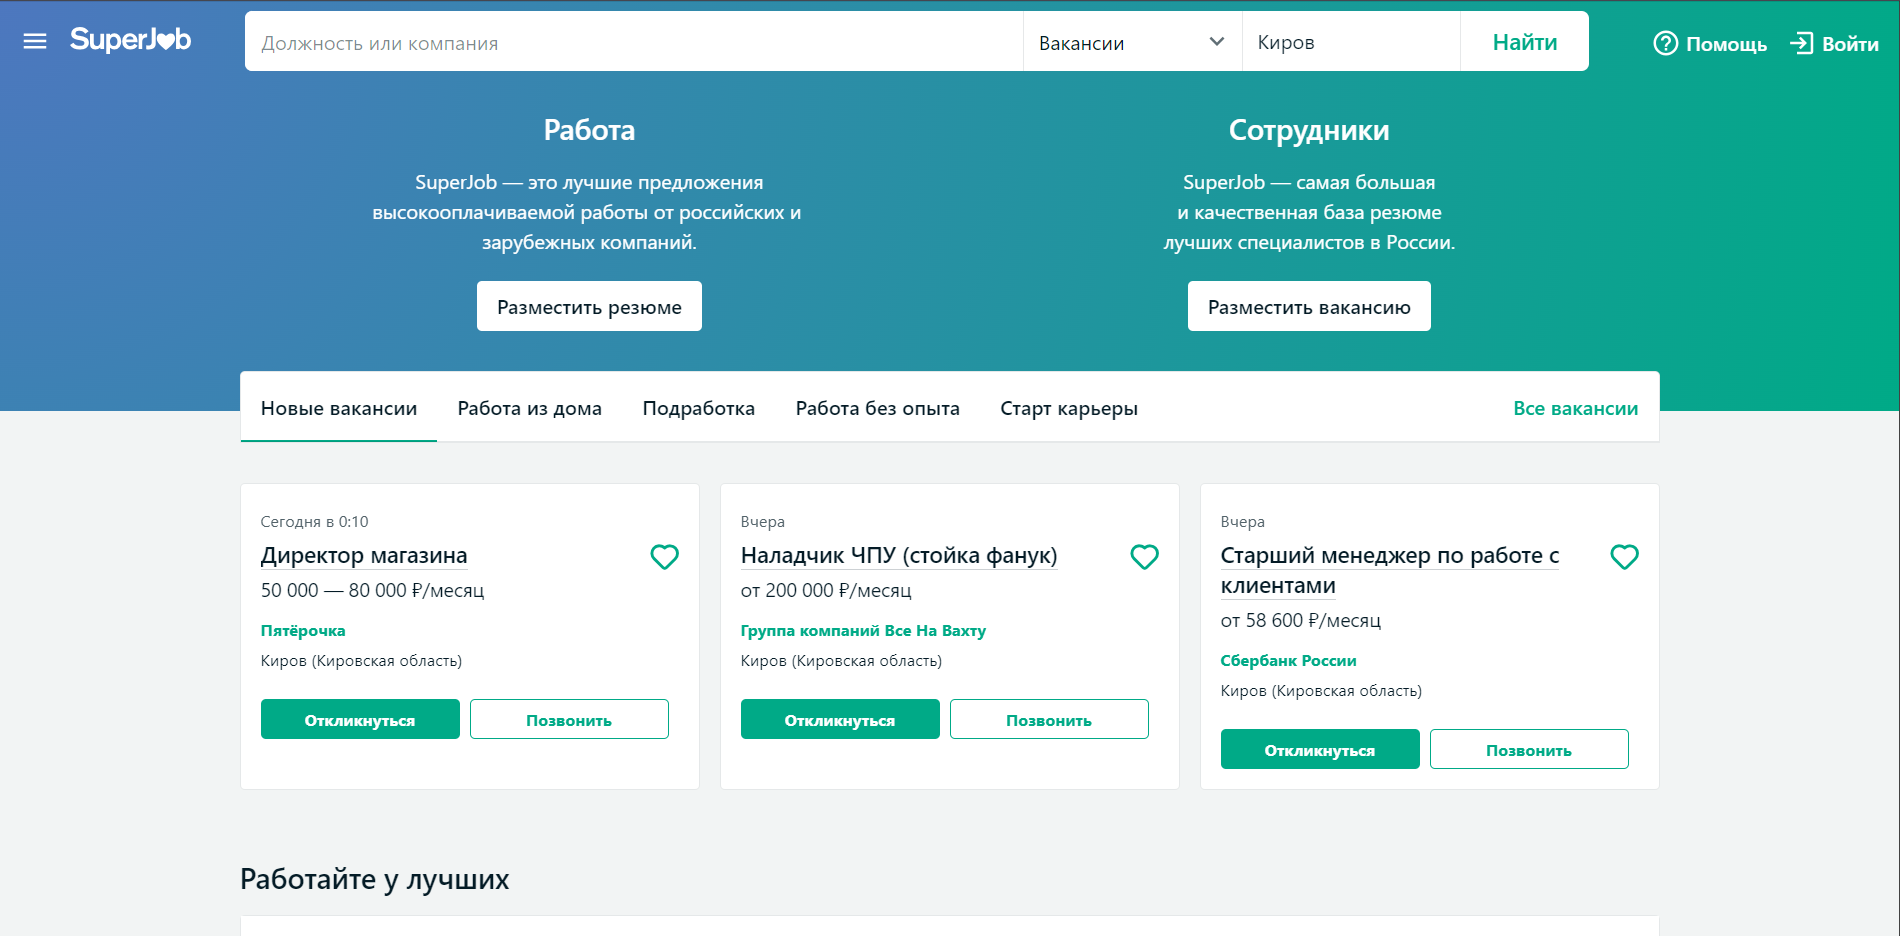 SuperJob
Должность или компания
Вакансии
Киров
Найти
Помощь
Войти
Работа
SuperJob — это лучшие предложения
высокооплачиваемой работы от российских и
зарубежных компаний.
Разместить резюме
Сотрудники
SuperJob — самая большая
и качественная база резюме
лучших специалистов в России.
Разместить вакансию
Новые вакансии
Работа из дома
Подработка
Работа без опыта
Старт карьеры
Все вакансии
Сегодня в 0:10
Директор магазина
50 000 — 80 000 ₽/месяц
Пятёрочка
Киров (Кировская область)
Откликнуться
Позвонить
Вчера
Наладчик ЧПУ (стойка фанук)
от 200 000 ₽/месяц
Группа компаний Все На Вахту
Киров (Кировская область)
Откликнуться
Позвонить
Вчера
Старший менеджер по работе с
клиентами
от 58 600 ₽/месяц
Сбербанк России
Киров (Кировская область)
Откликнуться
Позвонить
Работайте у лучших